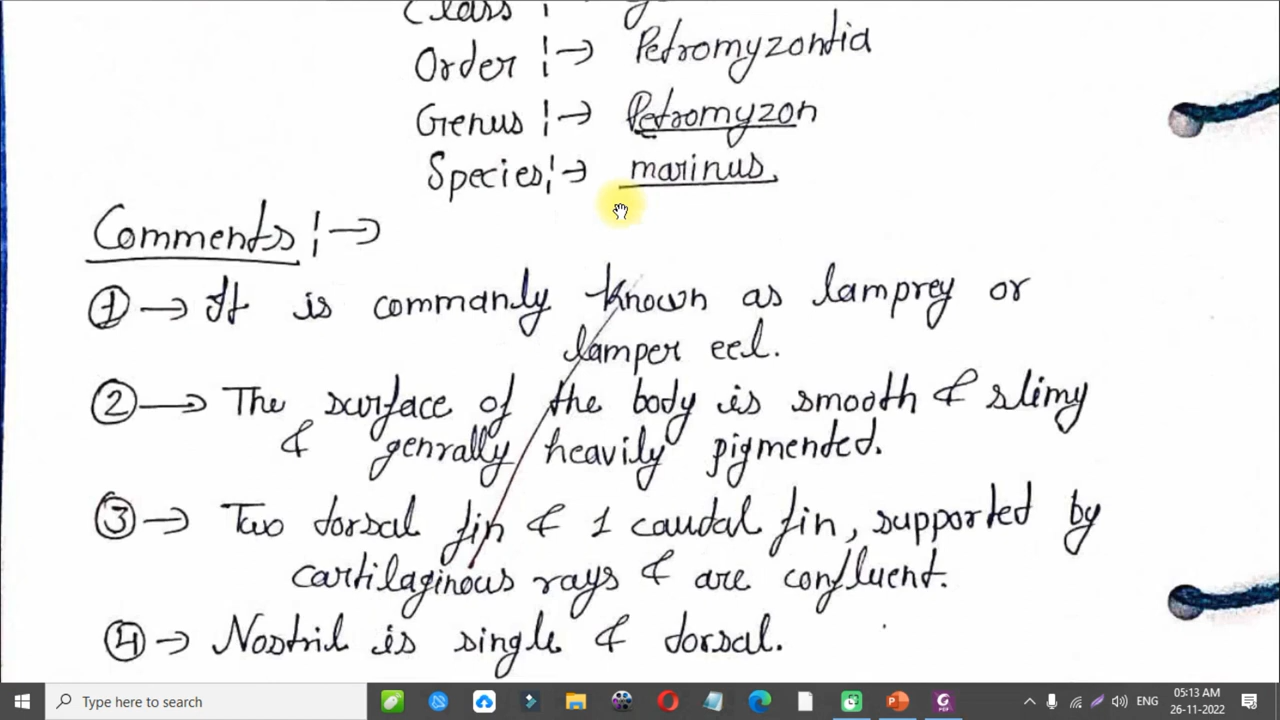 Class :
Order :→ Petromyzontia
Genus :→ Petromyzon
Species :→ marinus.
Comments :→
① → It is commanly known as lamprey or
lamper eel.
② → The surface of the body is smooth & slimy
& genrally heavily pigmented.
③ → Two dorsal fin & 1 caudal fin, supported by
cartilaginous rays & are confluent.
④ → Nostril is single & dorsal.
Type here to search
ENG
05:13 AM
26-11-2022